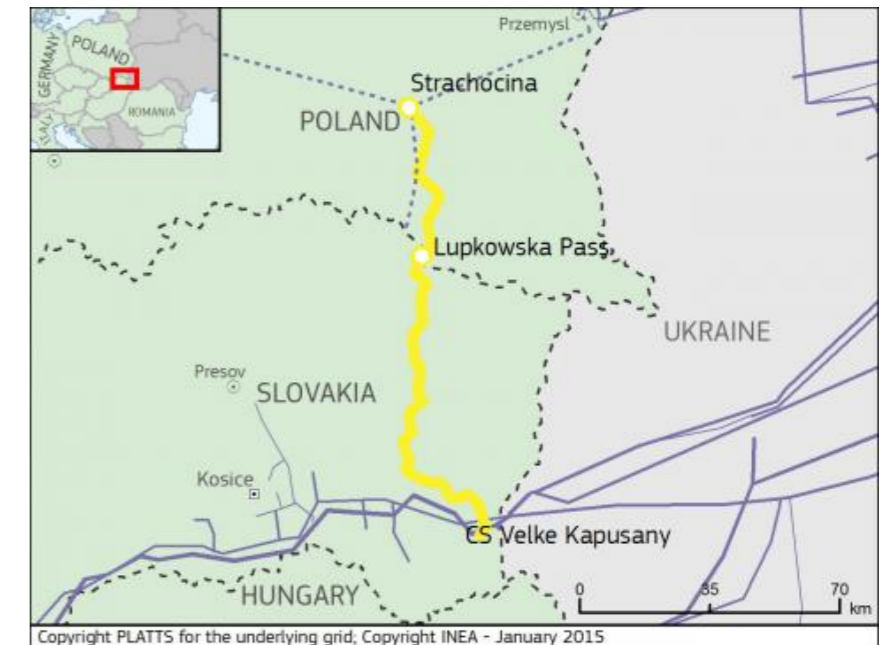 GERMANY
POLAND
ROMANIA
ITALY
Przemysl
Strachocina
POLAND
Lupkowska Pass
UKRAINE
Presov
SLOVAKIA
Kosice
CS Velke Kapusany
HUNGARY
0 35 70
km
Copyright PLATTS for the underlying grid; Copyright INEA - January 2015